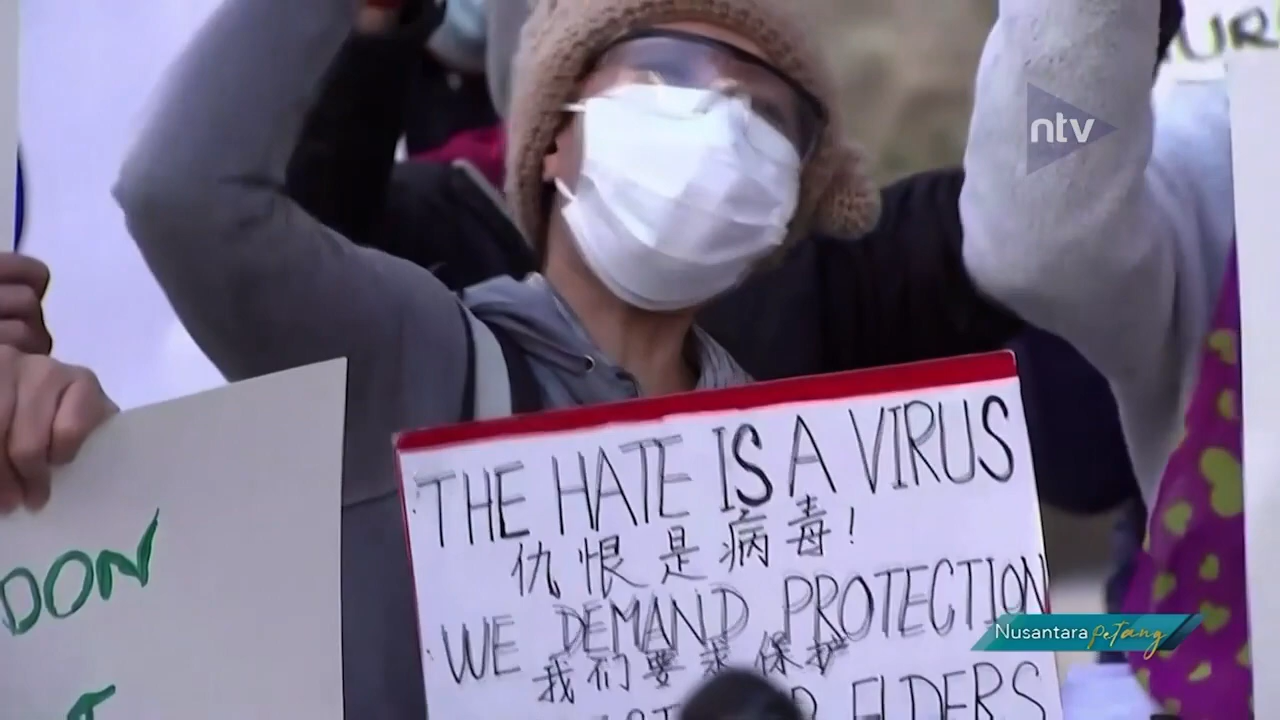 UR
ntv
THE HATE IS A VIRUS
仇恨是病毒!
WE DEMAND PROTECTION
我们要求保护
ELDERS
DON
Nusantara petang